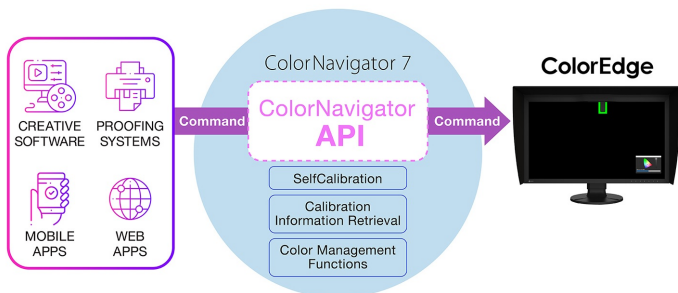 ColorNavigator 7
ColorNavigator
API
Command
Command
CREATIVE
SOFTWARE
PROOFING
SYSTEMS
MOBILE
APPS
WEB
APPS
SelfCalibration
Calibration
Information Retrieval
Color Management
Functions
ColorEdge